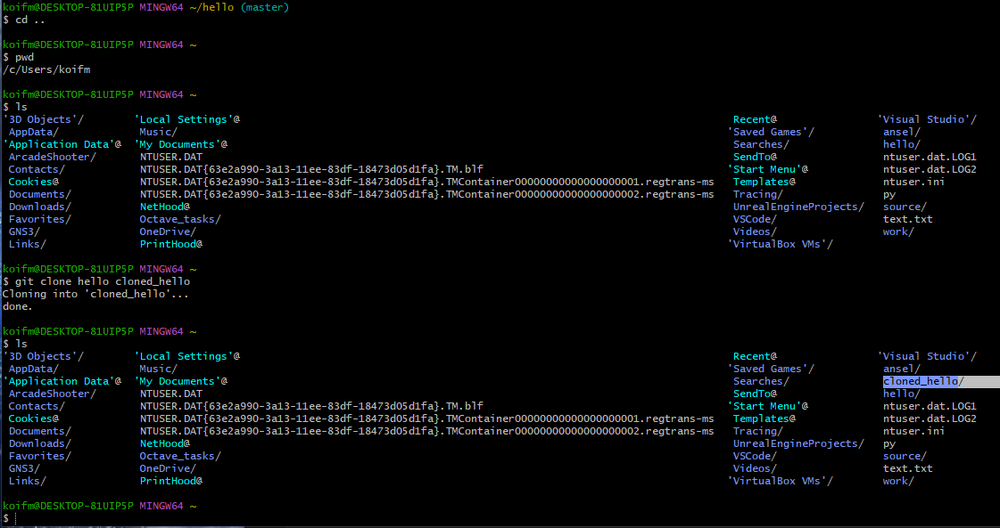 koifm@DESKTOP-81UIP5P MINGW64 ~/hello (master)
$ cd ..
koifm@DESKTOP-81UIP5P MINGW64 ~
$ pwd
/c/Users/koifm
koifm@DESKTOP-81UIP5P MINGW64 ~
$ ls
'3D Objects'/ 'Local Settings'@ Recent@ 'Visual Studio'/
AppData/ Music/ 'Saved Games'/ ansel/
'Application Data'@ 'My Documents'@ Searches/ hello/
ArcadeShooter/ NTUSER.DAT SendTo@ ntuser.dat.LOG1
Contacts/ NTUSER.DAT{63e2a990-3a13-11ee-83df-18473d05d1fa}.TM.blf 'Start Menu'@ ntuser.dat.LOG2
Cookies@ NTUSER.DAT{63e2a990-3a13-11ee-83df-18473d05d1fa}.TMContainer00000000000000000001.regtrans-ms Templates@ ntuser.ini
Documents/ NTUSER.DAT{63e2a990-3a13-11ee-83df-18473d05d1fa}.TMContainer00000000000000000002.regtrans-ms Tracing/ py
Downloads/ NetHood@ UnrealEngineProjects/ source/
Favorites/ Octave_tasks/ VSCode/ text.txt
GNS3/ OneDrive/ Videos/ work/
Links/ PrintHood@ 'VirtualBox VMs'/
koifm@DESKTOP-81UIP5P MINGW64 ~
$ git clone hello cloned_hello
Cloning into 'cloned_hello'...
done.
koifm@DESKTOP-81UIP5P MINGW64 ~
$ ls
'3D Objects'/ 'Local Settings'@ Recent@ 'Visual Studio'/
AppData/ Music/ 'Saved Games'/ ansel/
'Application Data'@ 'My Documents'@ Searches/ cloned_hello/
ArcadeShooter/ NTUSER.DAT SendTo@ hello/
Contacts/ NTUSER.DAT{63e2a990-3a13-11ee-83df-18473d05d1fa}.TM.blf 'Start Menu'@ ntuser.dat.LOG1
Cookies@ NTUSER.DAT{63e2a990-3a13-11ee-83df-18473d05d1fa}.TMContainer00000000000000000001.regtrans-ms Templates@ ntuser.dat.LOG2
Documents/ NTUSER.DAT{63e2a990-3a13-11ee-83df-18473d05d1fa}.TMContainer00000000000000000002.regtrans-ms Tracing/ ntuser.ini
Downloads/ NetHood@ UnrealEngineProjects/ py
Favorites/ Octave_tasks/ VSCode/ source/
GNS3/ OneDrive/ Videos/ text.txt
Links/ PrintHood@ 'VirtualBox VMs'/ work/
koifm@DESKTOP-81UIP5P MINGW64 ~
$